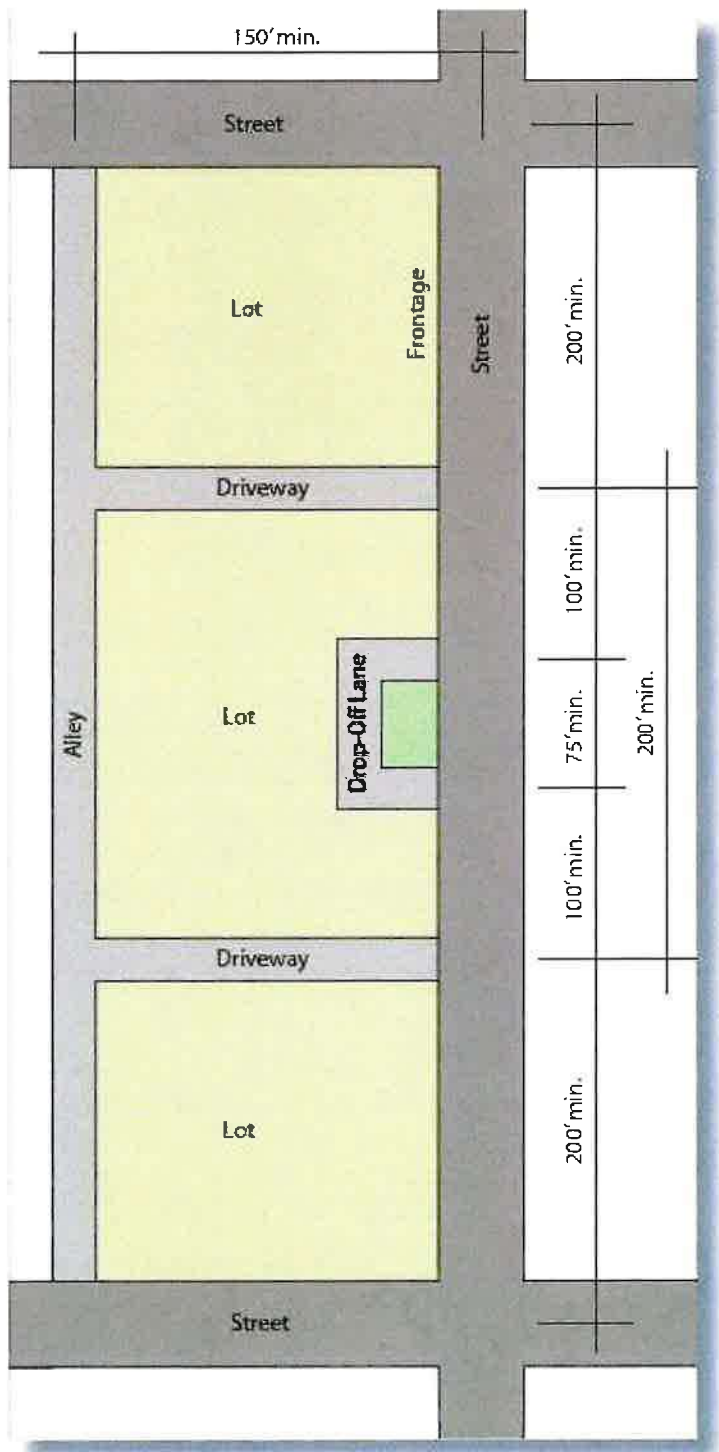 150' min.
Street
Lot
Frontage
Street
200' min.
Driveway
100' min.
Lot
Drop-Off Lane
Alley
75' min.
200' min.
100' min.
Driveway
Lot
200' min.
Street